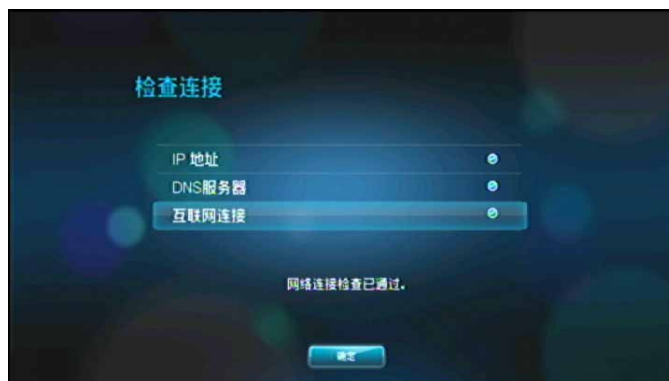 检查连接
IP 地址
DNS服务器
互联网连接
网络连接检查已通过。
确定